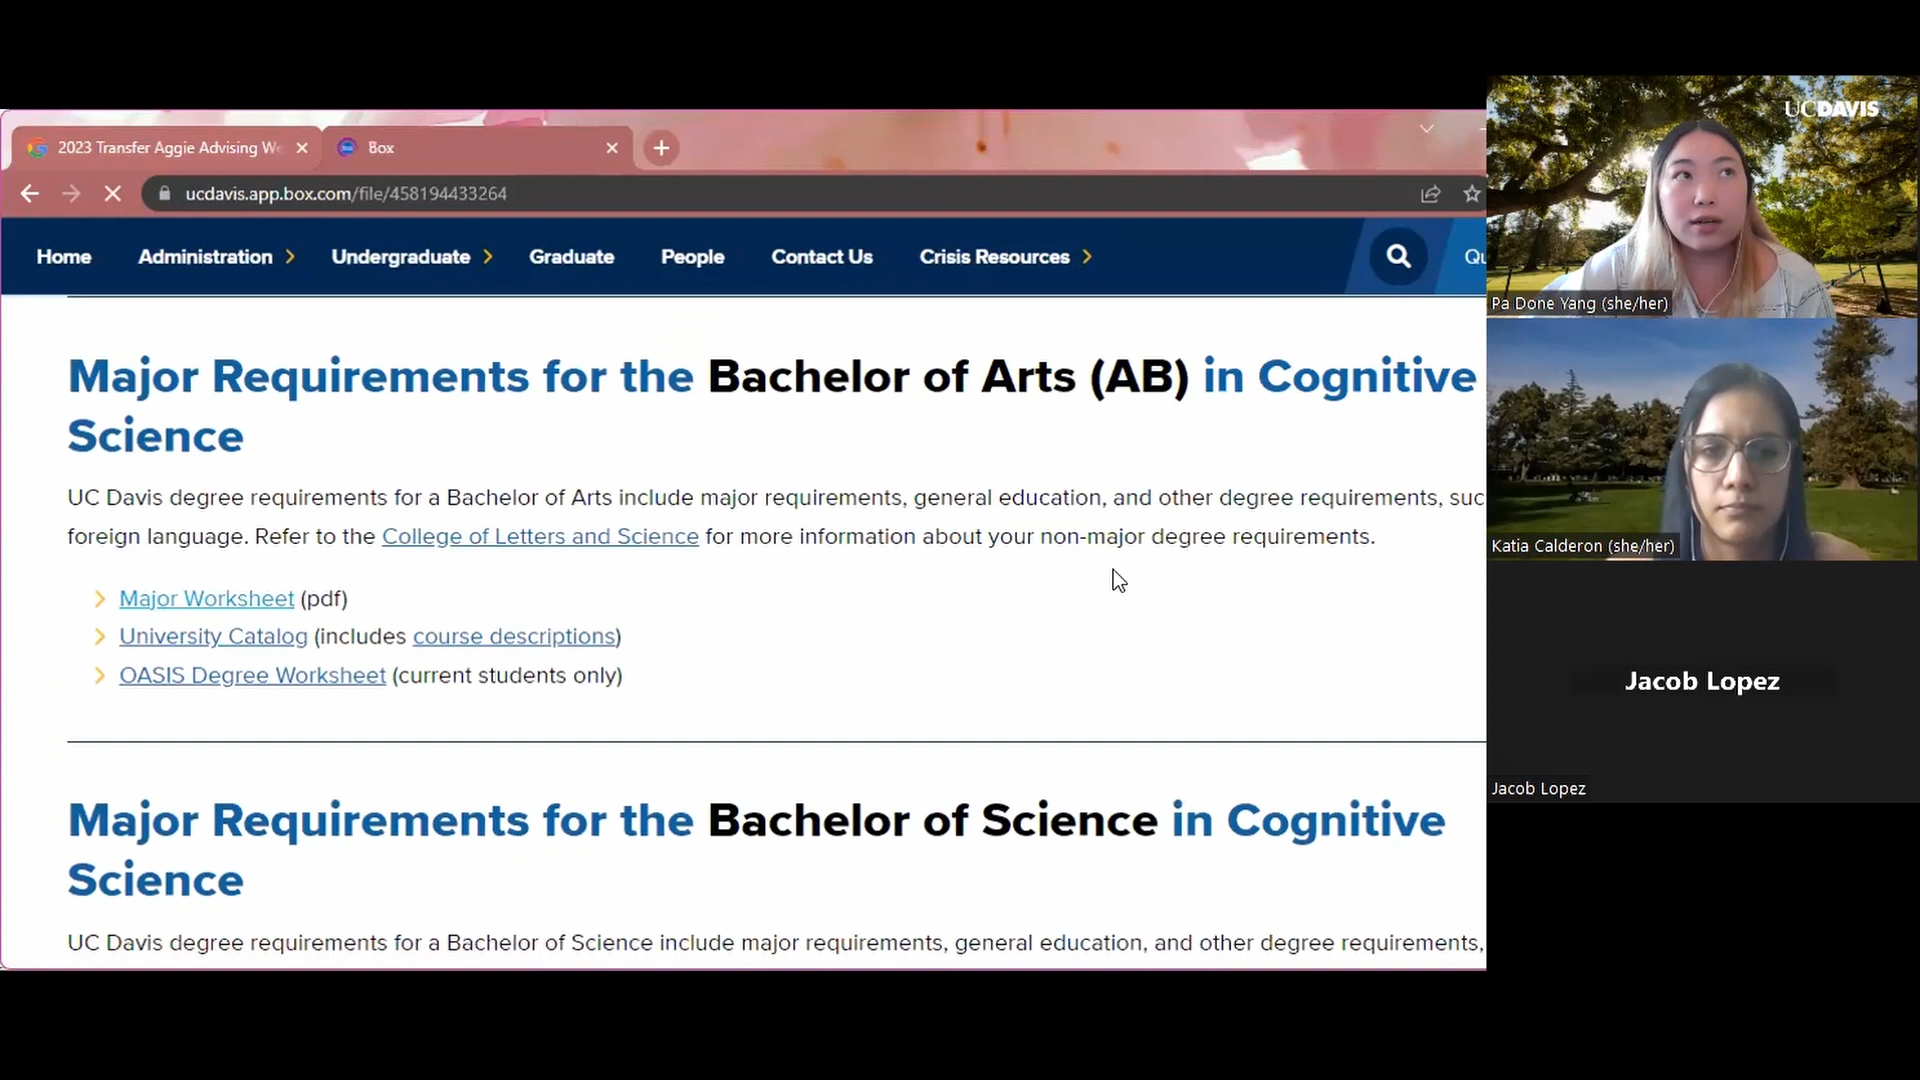 2023 Transfer Aggie Advising We
Box
ucdavis.app.box.com/file/458194433264
Home
Administration
Undergraduate
Graduate
People
Contact Us
Crisis Resources
Qu
Major Requirements for the Bachelor of Arts (AB) in Cognitive
Science
UC Davis degree requirements for a Bachelor of Arts include major requirements, general education, and other degree requirements, suc
foreign language. Refer to the College of Letters and Science for more information about your non-major degree requirements.
Major Worksheet (pdf)
University Catalog (includes course descriptions)
OASIS Degree Worksheet (current students only)
Major Requirements for the Bachelor of Science in Cognitive
Science
UC Davis degree requirements for a Bachelor of Science include major requirements, general education, and other degree requirements,
UCDAVIS
Pa Done Yang (she/her)
Katia Calderon (she/her)
Jacob Lopez
Jacob Lopez